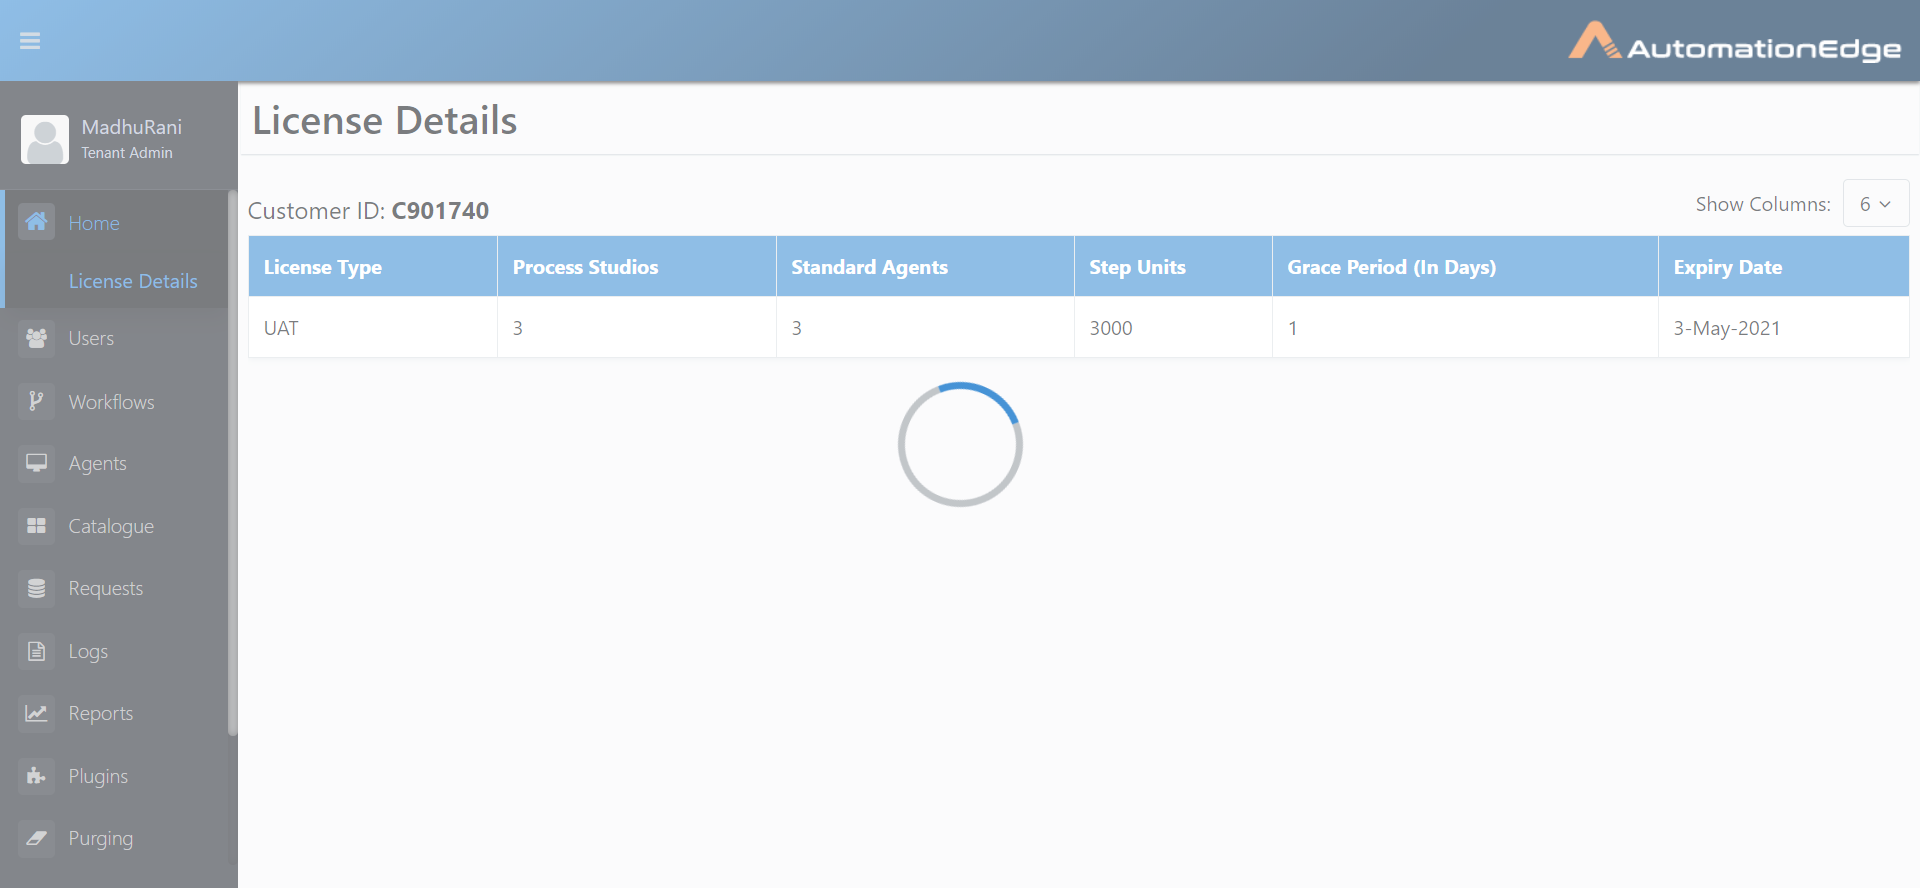 AutomationEdge
MadhuRani
Tenant Admin
Home
License Details
Users
Workflows
Agents
Catalogue
Requests
Logs
Reports
Plugins
Purging
License Details
Customer ID: C901740
Show Columns: 6
License Type Process Studios Standard Agents Step Units Grace Period (In Days) Expiry Date
UAT 3 3 3000 1 3-May-2021